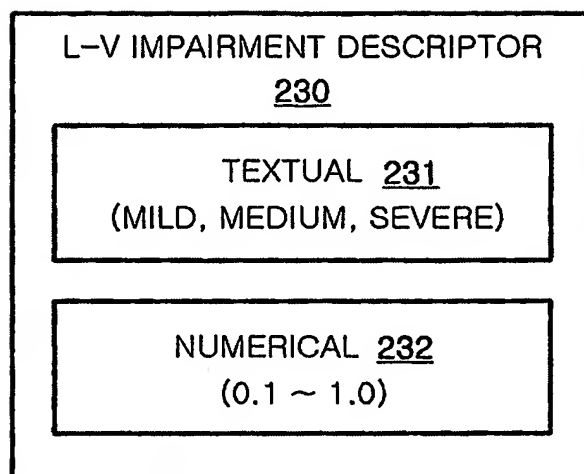 L-V IMPAIRMENT DESCRIPTOR
230
TEXTUAL 231
(MILD, MEDIUM, SEVERE)
NUMERICAL 232
(0.1 ~ 1.0)